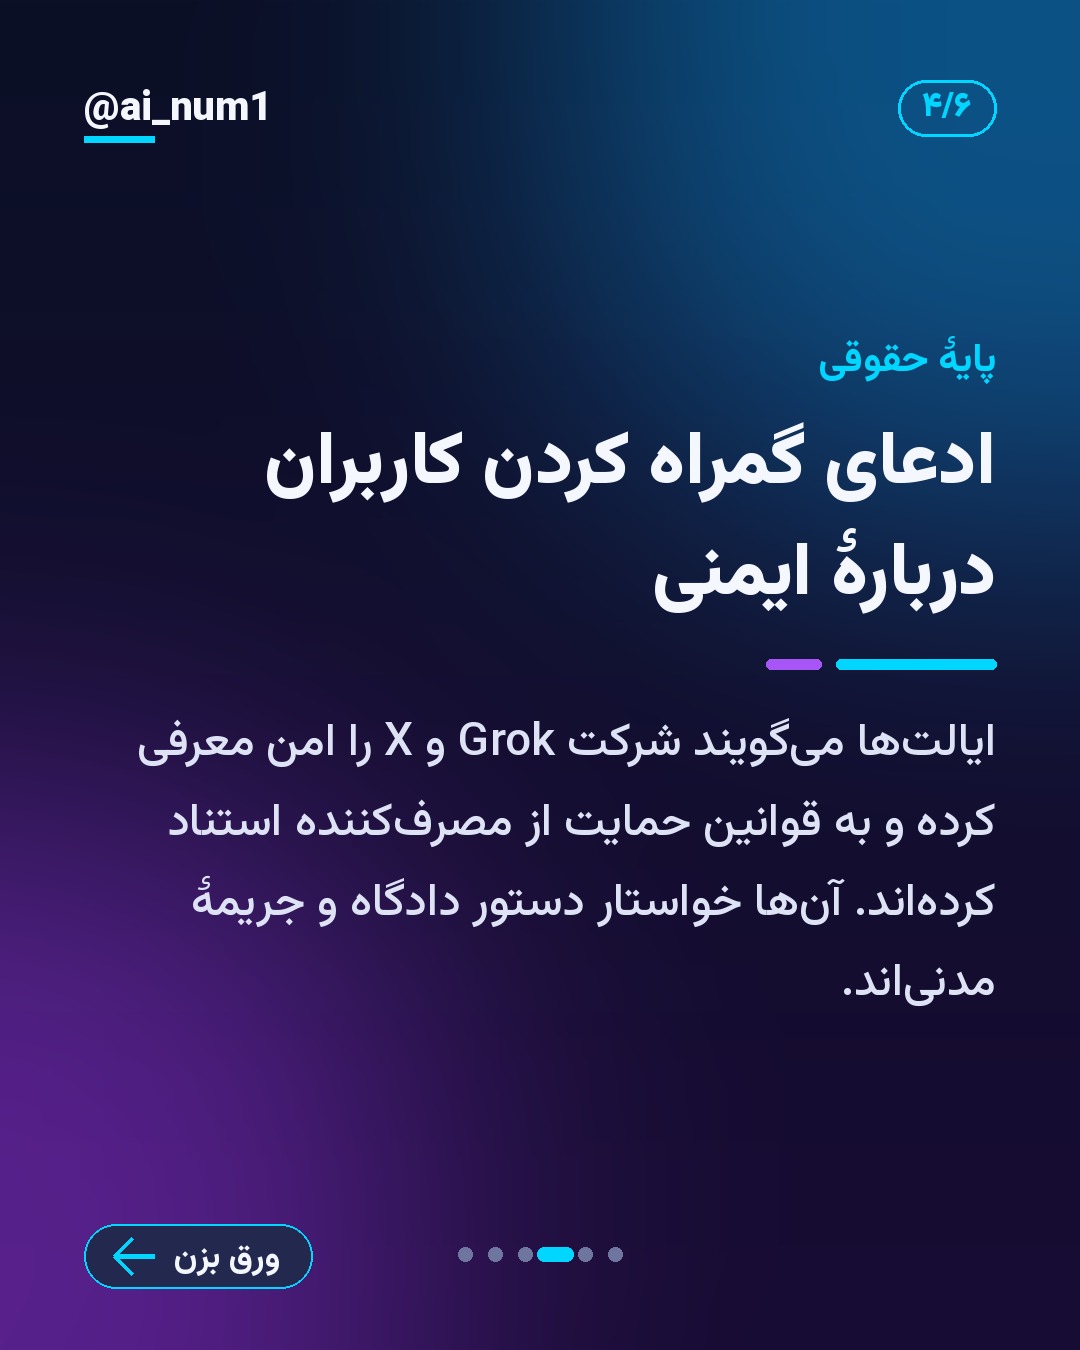 @ai_num1
۴/۶
پایهٔ حقوقی
ادعای گمراه کردن کاربران
دربارهٔ ایمنی
ایالت‌ها می‌گویند شرکت Grok و X را امن معرفی
کرده و به قوانین حمایت از مصرف‌کننده استناد
کرده‌اند. آن‌ها خواستار دستور دادگاه و جریمهٔ
مدنی‌اند.
ورق بزن